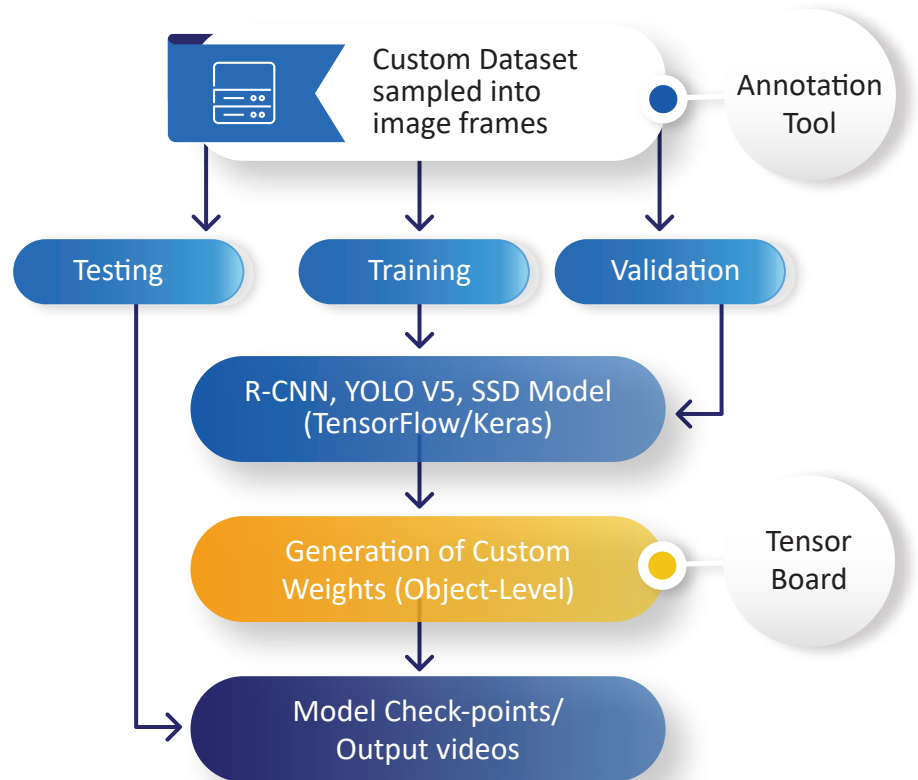 Custom Dataset
sampled into
image frames
Annotation
Tool
Testing
Training
Validation
R-CNN, YOLO V5, SSD Model
(TensorFlow/Keras)
Generation of Custom
Weights (Object-Level)
Tensor
Board
Model Check-points/
Output videos